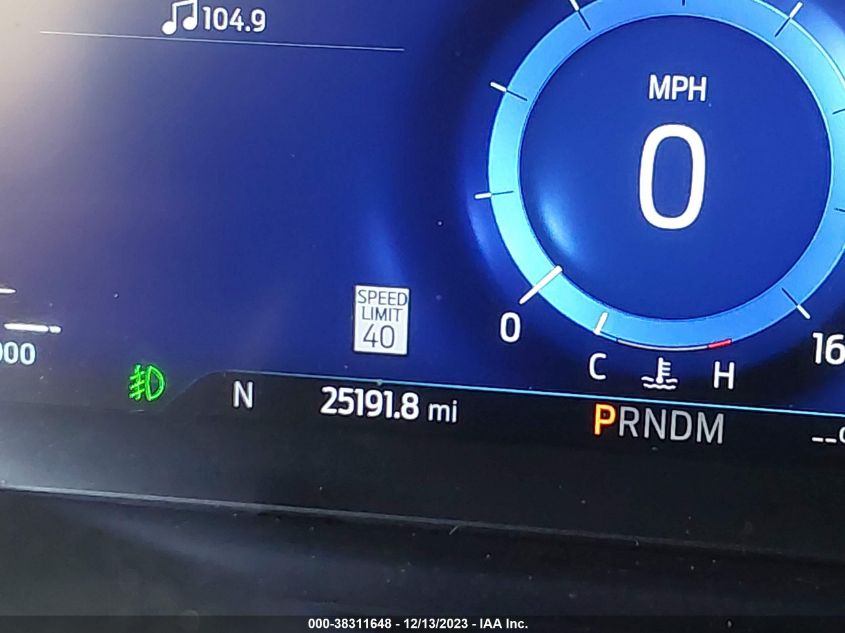 104.9
MPH
0
SPEED
LIMIT
40
0
C H
N 25191.8 mi PRNDM
000-38311648 - 12/13/2023 - IAA Inc.